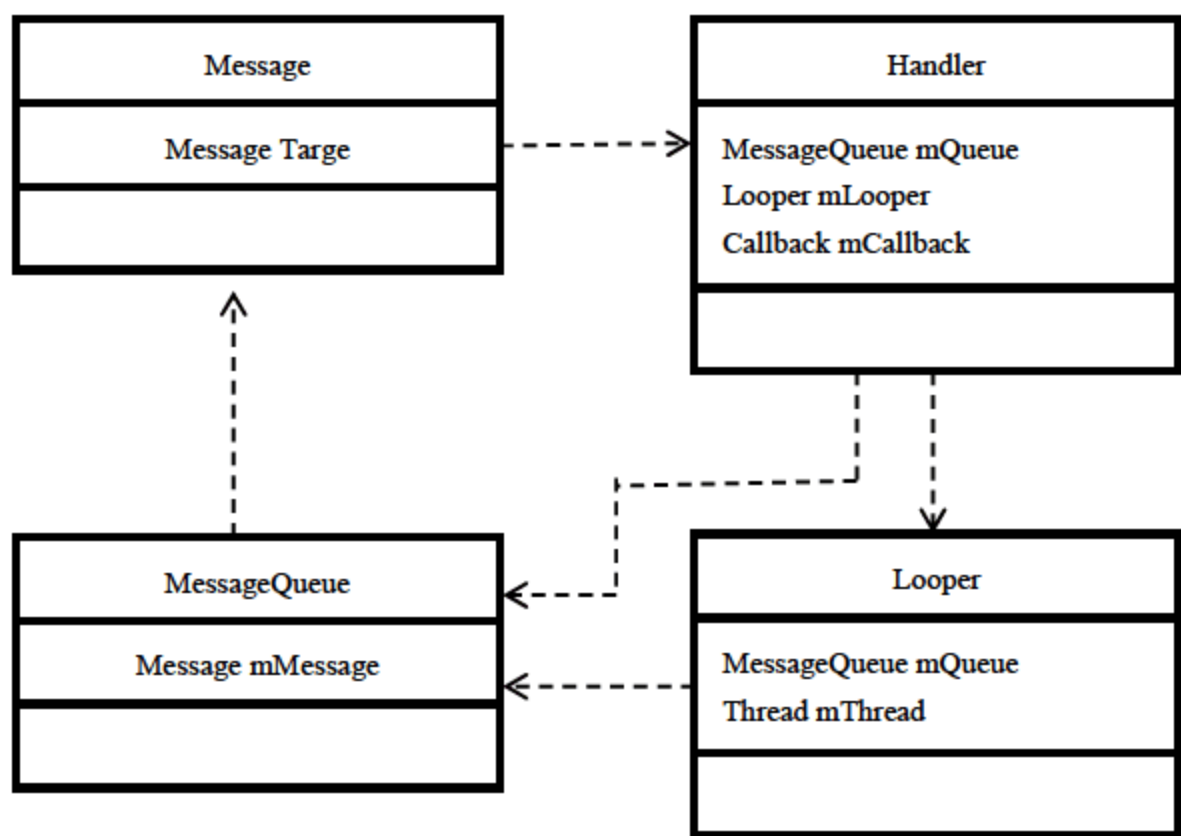 Message
Message Targe
Handler
MessageQueue mQueue
Looper mLooper
Callback mCallback
MessageQueue
Message mMessage
Looper
MessageQueue mQueue
Thread mThread